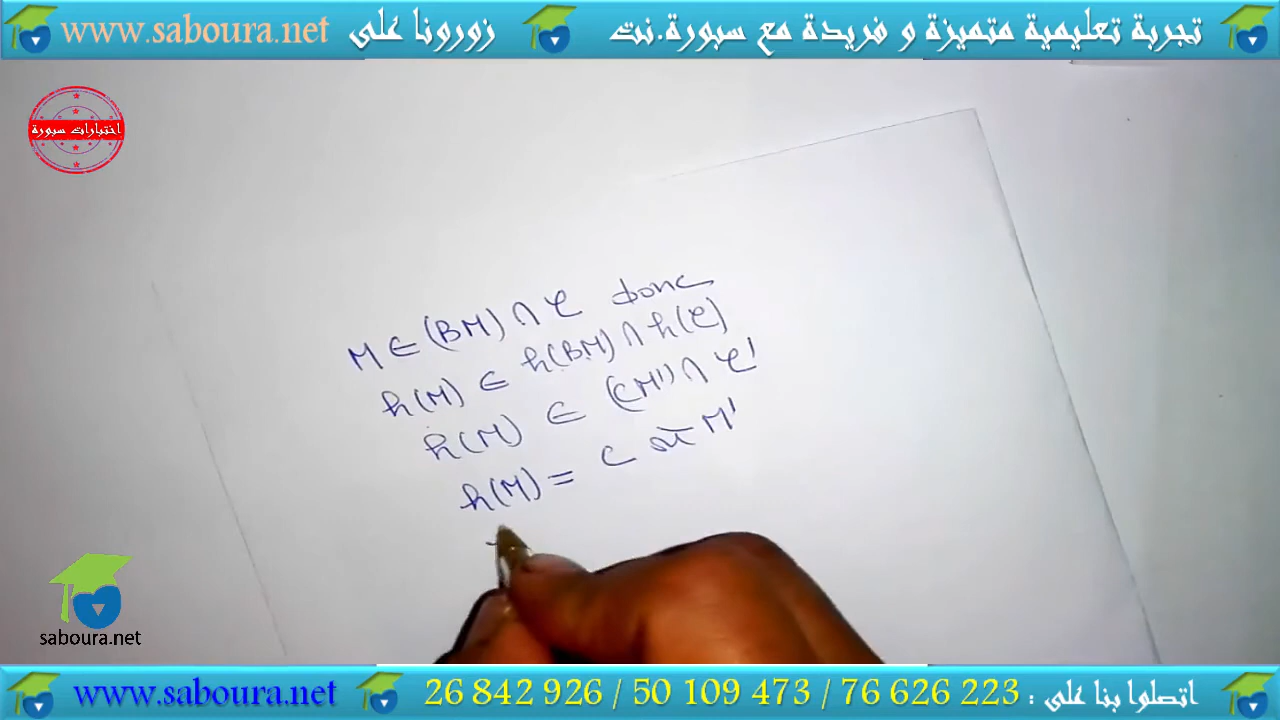 www.saboura.net زورونا على تجربة تعليمية متميزة و فريدة مع سبورة.نت
اختبارات سبورة
M ∈ (BM) ∩ ℰ donc
h(M) ∈ h(BM) ∩ h(ℰ)
h(M) ∈ (CM') ∩ ℰ'
h(M) = C où M'
saboura.net
www.saboura.net 26 842 926 / 50 109 473 / 76 626 223 : اتصلوا بنا على